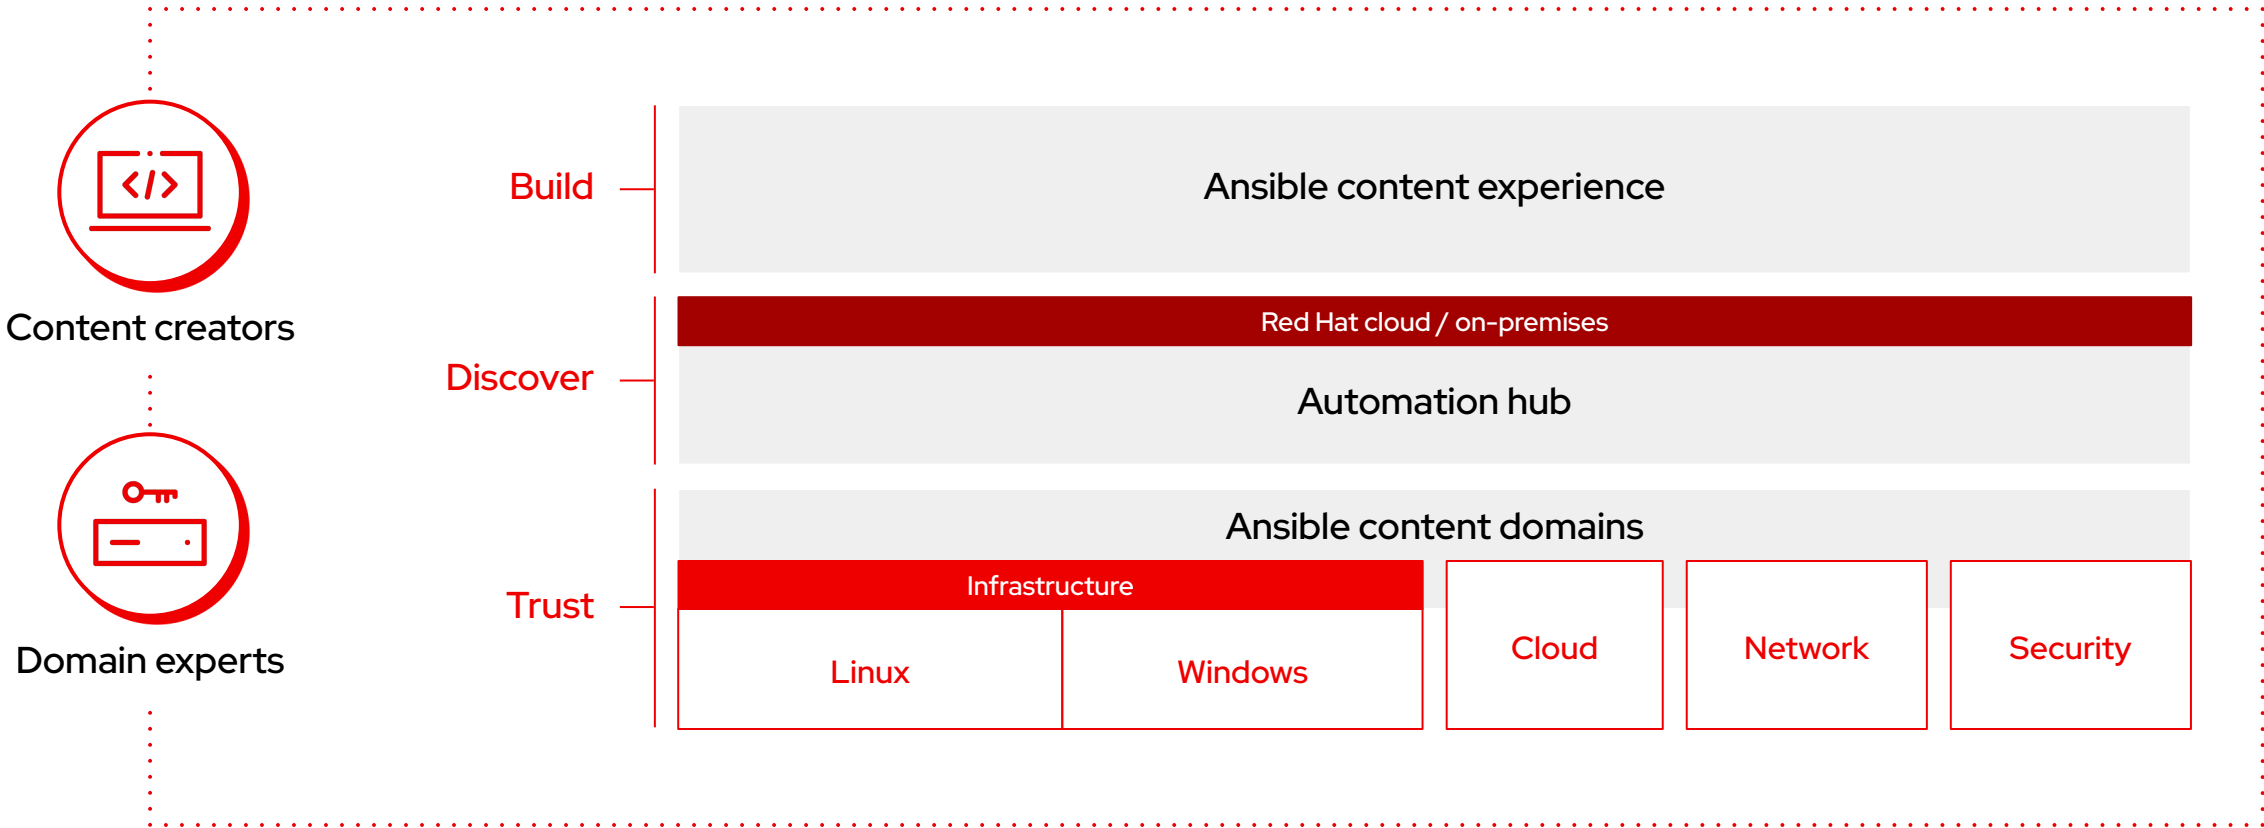 Content creators
Domain experts
Build
Ansible content experience
Discover
Red Hat cloud / on-premises
Automation hub
Trust
Ansible content domains
Infrastructure
Linux
Windows
Cloud
Network
Security